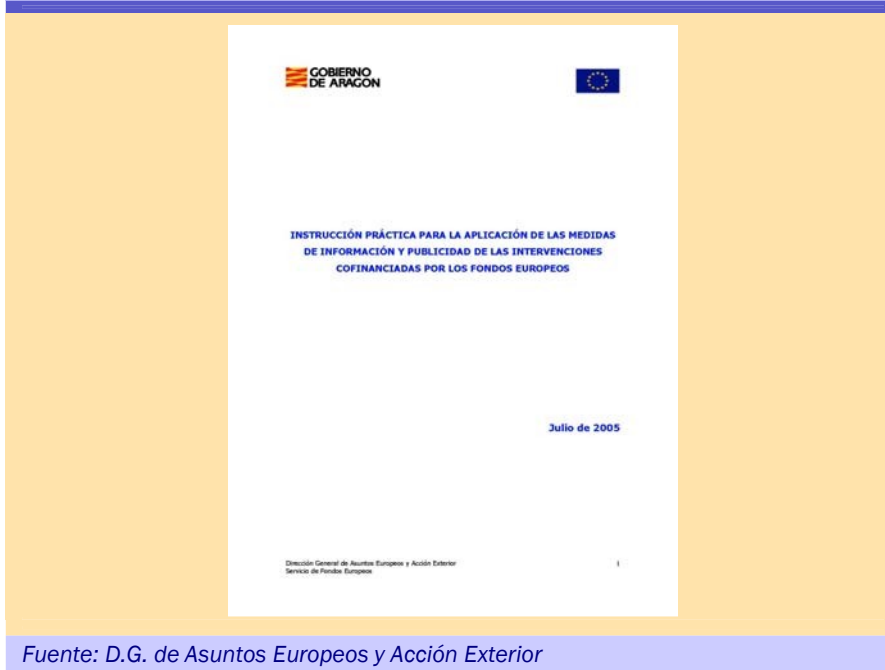 GOBIERNO
DE ARAGON
INSTRUCCIÓN PRÁCTICA PARA LA APLICACIÓN DE LAS MEDIDAS
DE INFORMACIÓN Y PUBLICIDAD DE LAS INTERVENCIONES
COFINANCIADAS POR LOS FONDOS EUROPEOS
Julio de 2005
Dirección General de Asuntos Europeos y Acción Exterior 1
Servicio de Fondos Europeos
Fuente: D.G. de Asuntos Europeos y Acción Exterior